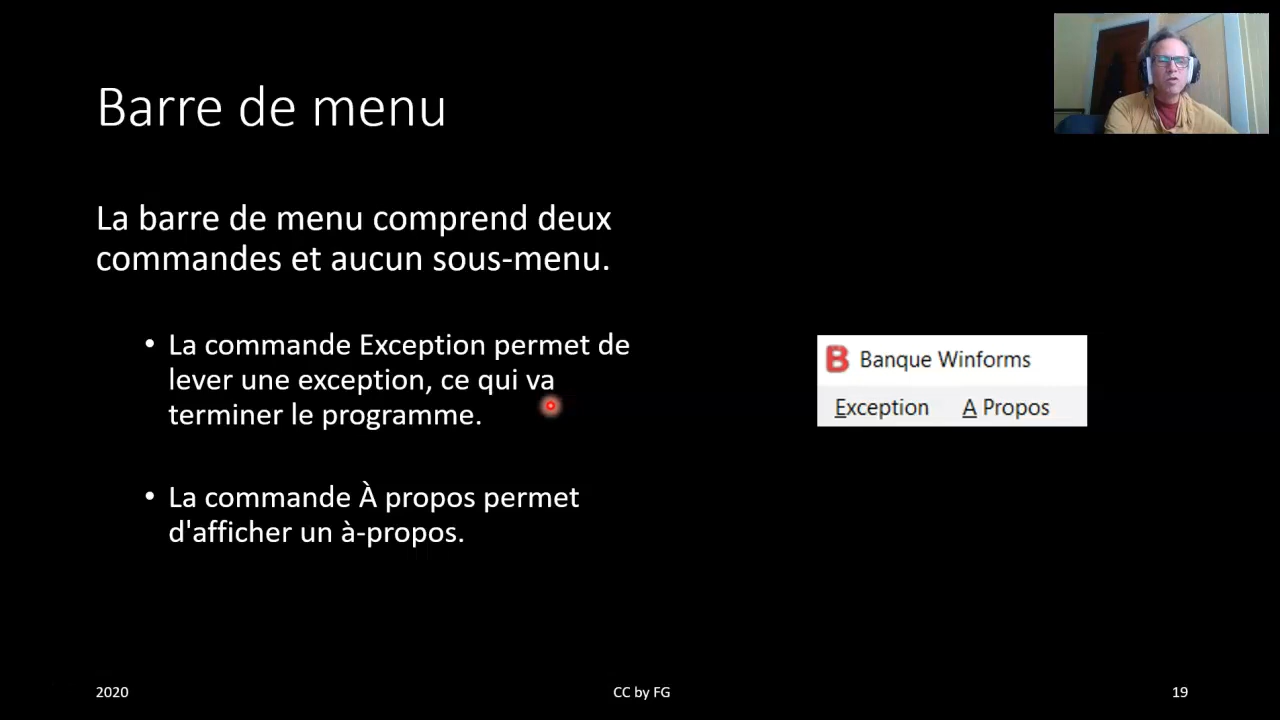 Barre de menu
La barre de menu comprend deux
commandes et aucun sous-menu.
• La commande Exception permet de
lever une exception, ce qui va
terminer le programme.
• La commande À propos permet
d'afficher un à-propos.
B Banque Winforms
Exception A Propos
2020 CC by FG 19